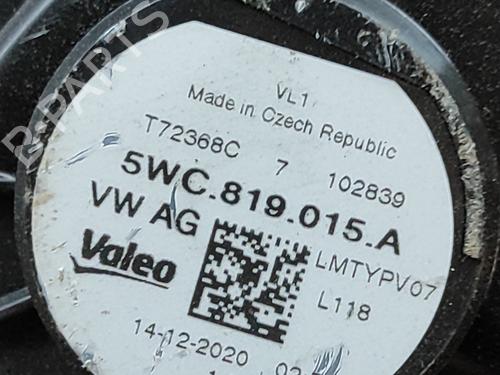 B-PARTS
VL1
Made in Czech Republic
T72368C 7 102839
5WC.819.015.A
VW AG
LMTYPV07
Valeo
L118
14-12-2020